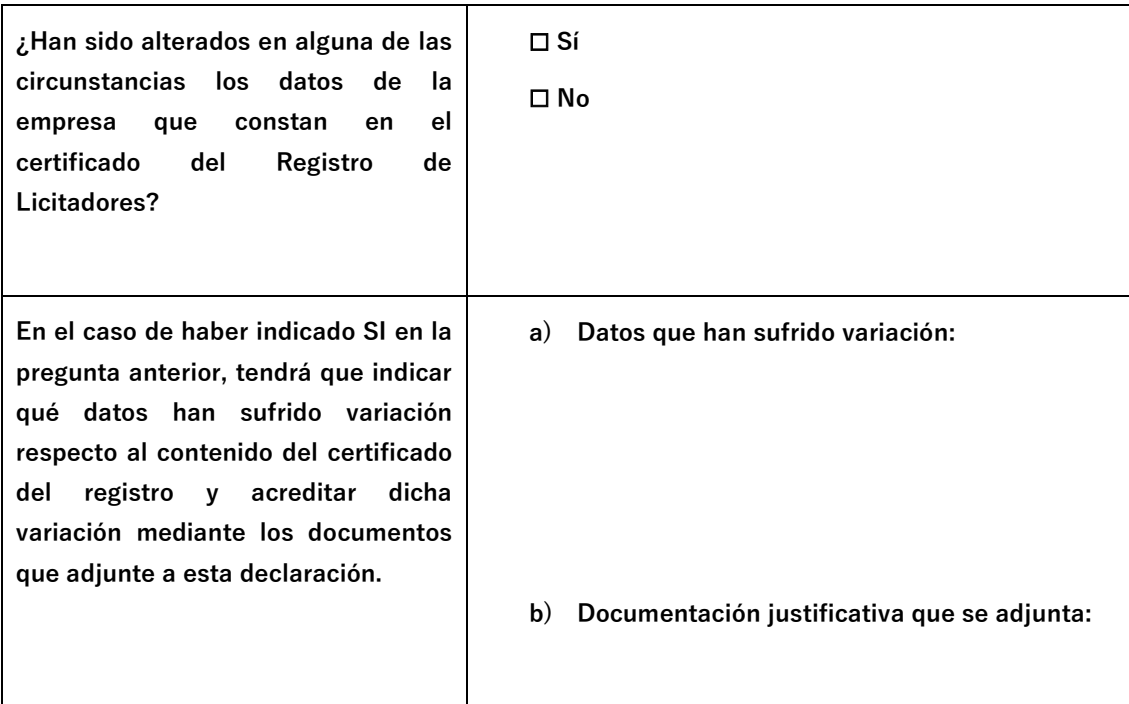 ¿Han sido alterados en alguna de las
circunstancias los datos de la
empresa que constan en el
certificado del Registro de
Licitadores?
☐ Sí
☐ No
En el caso de haber indicado SI en la
pregunta anterior, tendrá que indicar
qué datos han sufrido variación
respecto al contenido del certificado
del registro y acreditar dicha
variación mediante los documentos
que adjunte a esta declaración.
a) Datos que han sufrido variación:
b) Documentación justificativa que se adjunta: